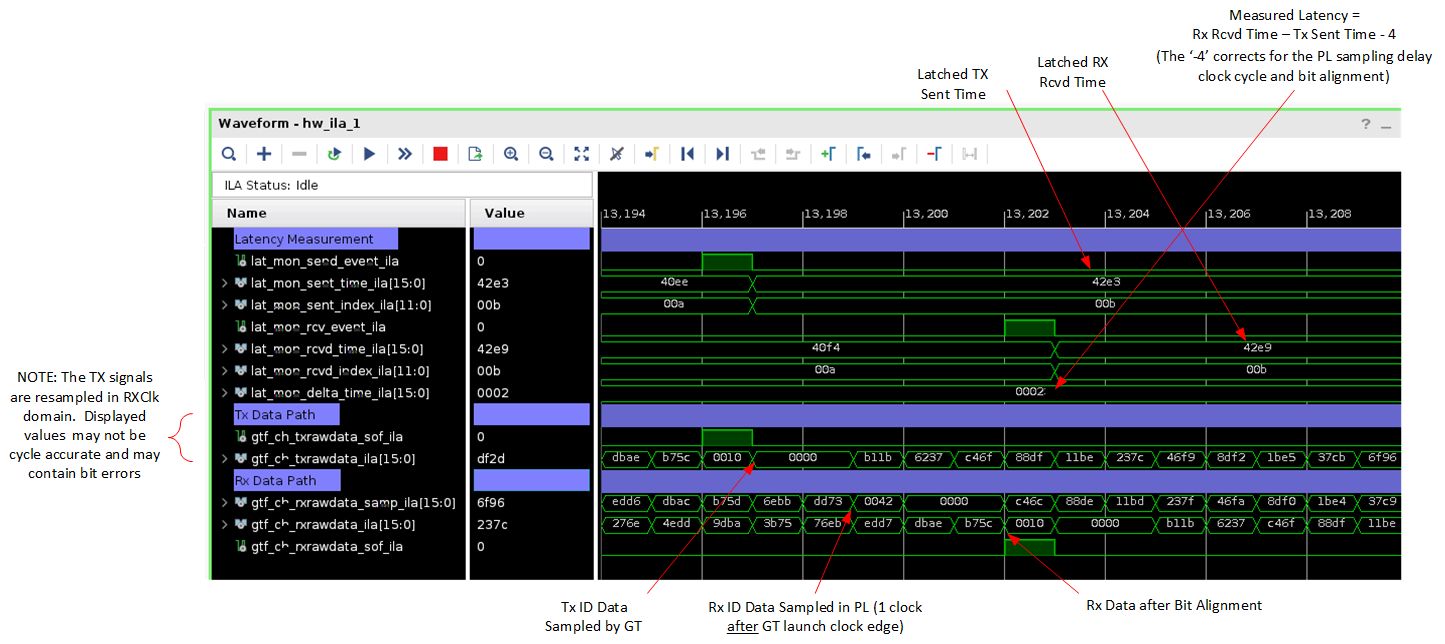 Measured Latency =
Rx Rcvd Time – Tx Sent Time - 4
(The ‘-4’ corrects for the PL sampling delay
clock cycle and bit alignment)
Latched TX
Sent Time
Latched RX
Rcvd Time
Waveform - hw_ila_1
? _
ILA Status: Idle
Name Value
13,194 13,196 13,198 13,200 13,202 13,204 13,206 13,208
Latency Measurement
lat_mon_send_event_ila 0
lat_mon_sent_time_ila[15:0] 42e3 40ee 42e3
lat_mon_sent_index_ila[11:0] 00b 00a 00b
lat_mon_rcv_event_ila 0
lat_mon_rcvd_time_ila[15:0] 42e9 40f4 42e9
lat_mon_rcvd_index_ila[11:0] 00b 00a 00b
lat_mon_delta_time_ila[15:0] 0002 0002
Tx Data Path
gtf_ch_txrawdata_sof_ila 0
gtf_ch_txrawdata_ila[15:0] df2d dbae b75c 0010 0000 b11b 6237 c46f 88df 11be 237c 46f9 8df2 1be5 37cb 6f96
Rx Data Path
gtf_ch_rxrawdata_samp_ila[15:0] 6f96 edd6 dbac b75d 6ebb dd73 0042 0000 c46c 88de 11bd 237f 46fa 8df0 1be4 37c9
gtf_ch_rxrawdata_ila[15:0] 237c 276e 4edd 9dba 3b75 76eb edd7 dbae b75c 0010 0000 b11b 6237 c46f 88df 11be
gtf_ch_rxrawdata_sof_ila 0
NOTE: The TX signals
are resampled in RXClk
domain. Displayed
values may not be
cycle accurate and may
contain bit errors
Tx ID Data
Sampled by GT
Rx ID Data Sampled in PL (1 clock
after GT launch clock edge)
Rx Data after Bit Alignment